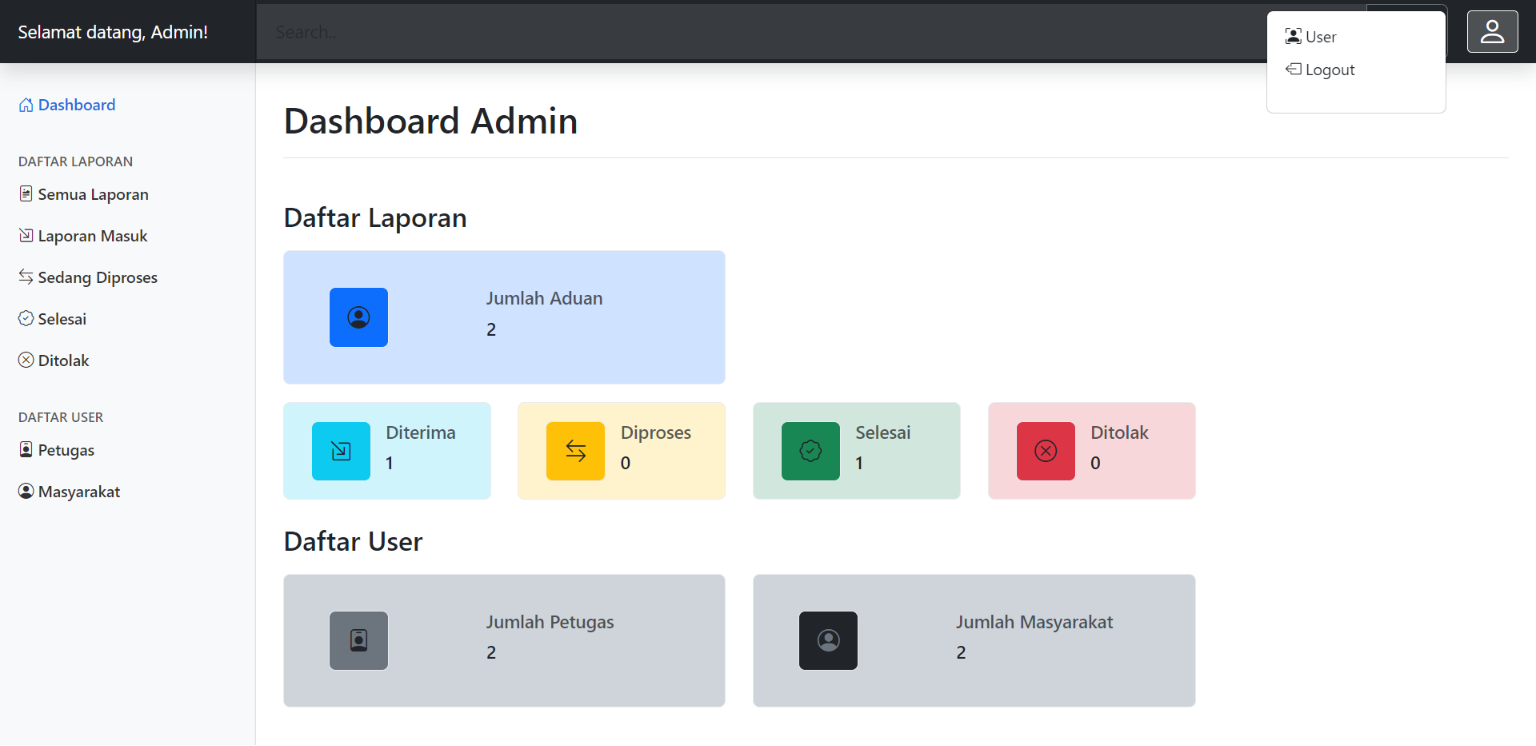 Selamat datang, Admin!
Search..
User
Logout
Dashboard
DAFTAR LAPORAN
Semua Laporan
Laporan Masuk
Sedang Diproses
Selesai
Ditolak
DAFTAR USER
Petugas
Masyarakat
Dashboard Admin
Daftar Laporan
Jumlah Aduan
2
Diterima
1
Diproses
0
Selesai
1
Ditolak
0
Daftar User
Jumlah Petugas
2
Jumlah Masyarakat
2